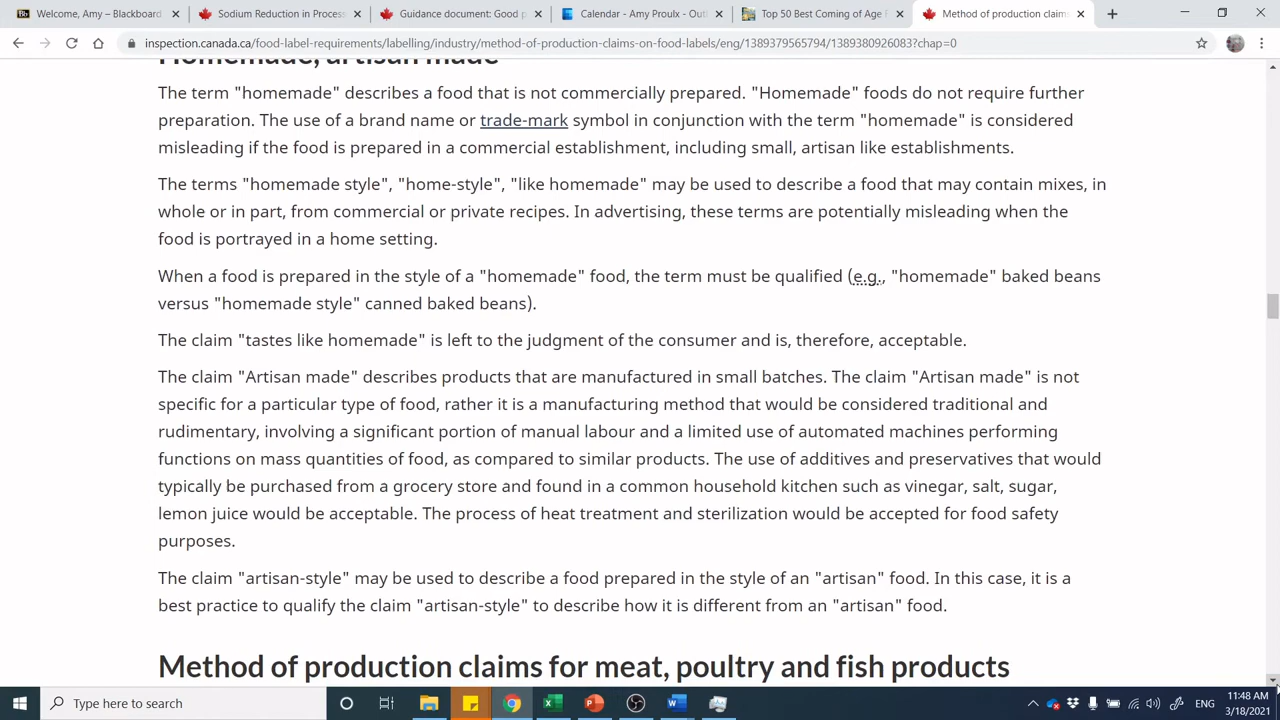 Welcome, Amy – Blackboard
Sodium Reduction in Process
Guidance document: Good p
Calendar - Amy Proulx - Out
Top 50 Best Coming of Age F
Method of production claims
inspection.canada.ca/food-label-requirements/labelling/industry/method-of-production-claims-on-food-labels/eng/1389379565794/1389380926083?chap=0
Homemade, artisan made
The term "homemade" describes a food that is not commercially prepared. "Homemade" foods do not require further
preparation. The use of a brand name or trade-mark symbol in conjunction with the term "homemade" is considered
misleading if the food is prepared in a commercial establishment, including small, artisan like establishments.
The terms "homemade style", "home-style", "like homemade" may be used to describe a food that may contain mixes, in
whole or in part, from commercial or private recipes. In advertising, these terms are potentially misleading when the
food is portrayed in a home setting.
When a food is prepared in the style of a "homemade" food, the term must be qualified (e.g., "homemade" baked beans
versus "homemade style" canned baked beans).
The claim "tastes like homemade" is left to the judgment of the consumer and is, therefore, acceptable.
The claim "Artisan made" describes products that are manufactured in small batches. The claim "Artisan made" is not
specific for a particular type of food, rather it is a manufacturing method that would be considered traditional and
rudimentary, involving a significant portion of manual labour and a limited use of automated machines performing
functions on mass quantities of food, as compared to similar products. The use of additives and preservatives that would
typically be purchased from a grocery store and found in a common household kitchen such as vinegar, salt, sugar,
lemon juice would be acceptable. The process of heat treatment and sterilization would be accepted for food safety
purposes.
The claim "artisan-style" may be used to describe a food prepared in the style of an "artisan" food. In this case, it is a
best practice to qualify the claim "artisan-style" to describe how it is different from an "artisan" food.
Method of production claims for meat, poultry and fish products
Type here to search
ENG
11:48 AM
3/18/2021